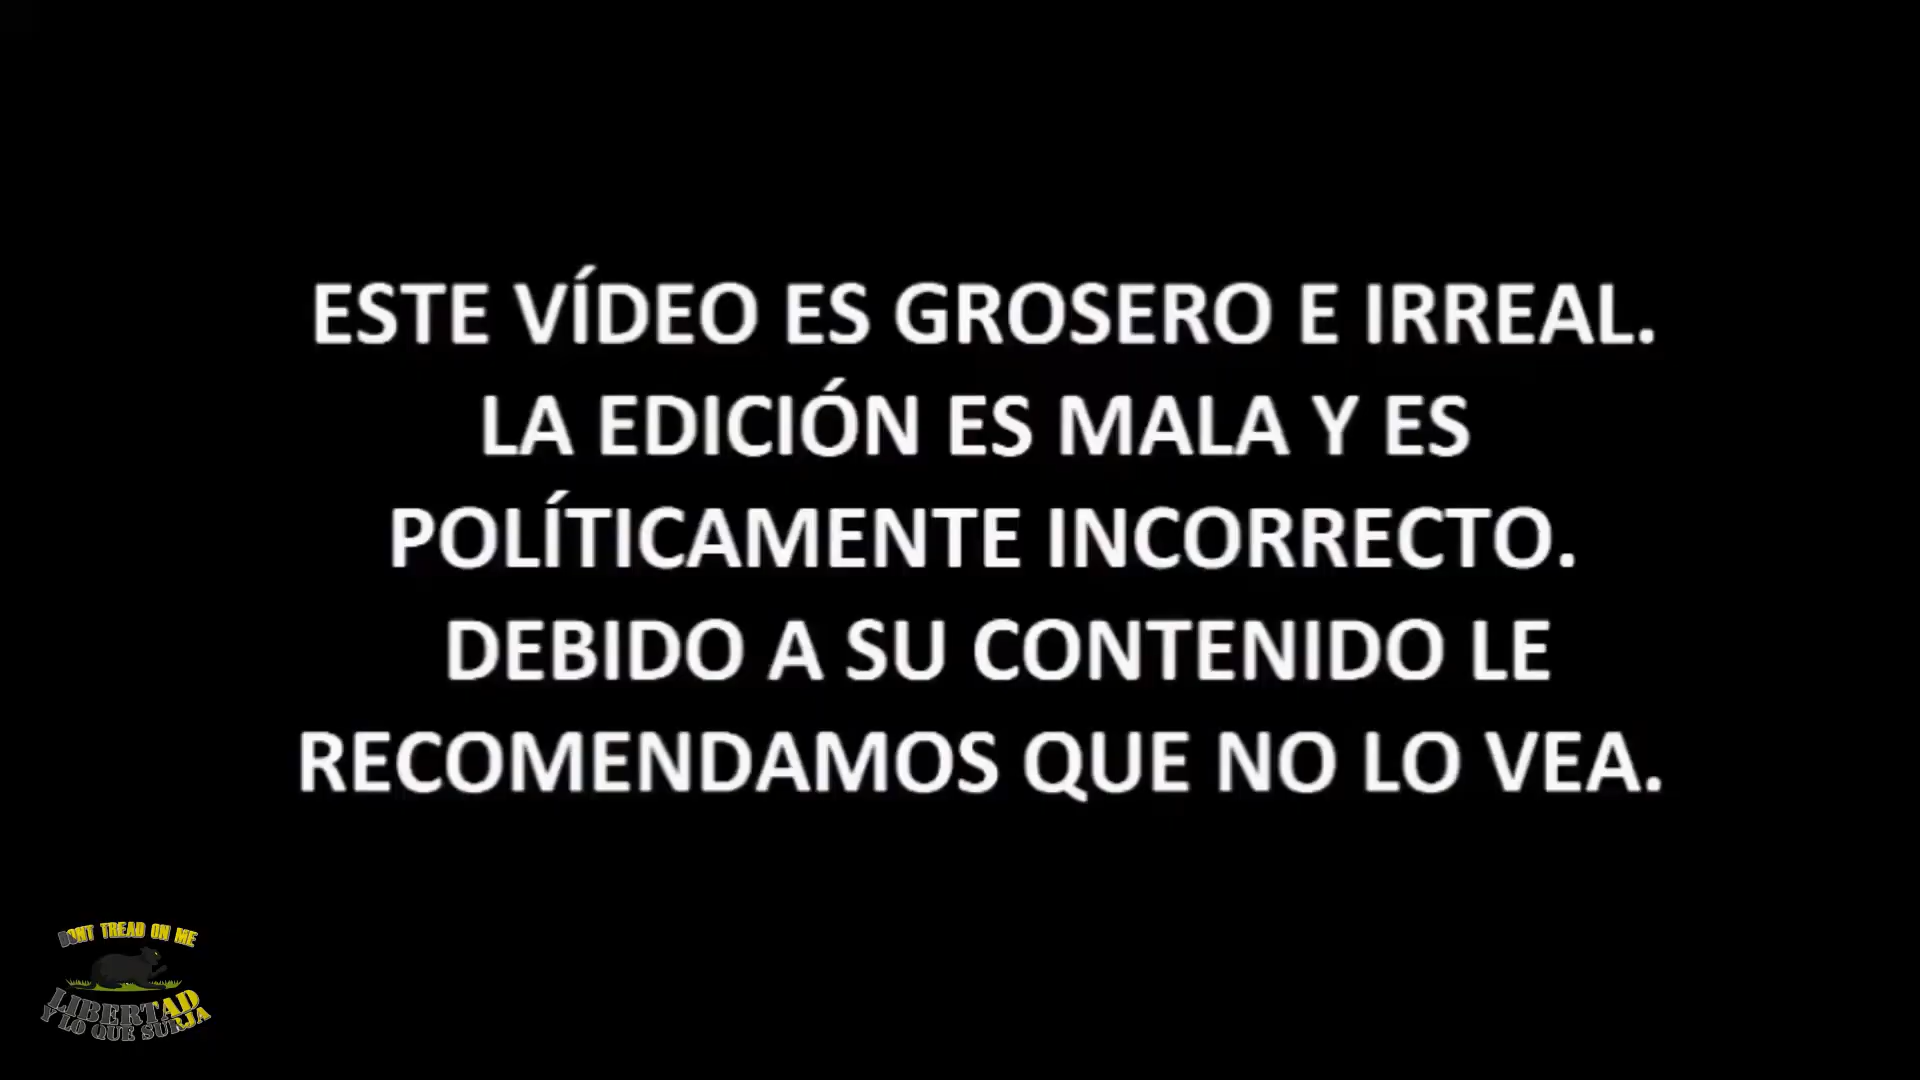 ESTE VÍDEO ES GROSERO E IRREAL.
LA EDICIÓN ES MALA Y ES
POLÍTICAMENTE INCORRECTO.
DEBIDO A SU CONTENIDO LE
RECOMENDAMOS QUE NO LO VEA.
DONT TREAD ON ME
LIBERTAD
Y LO QUE SURJA